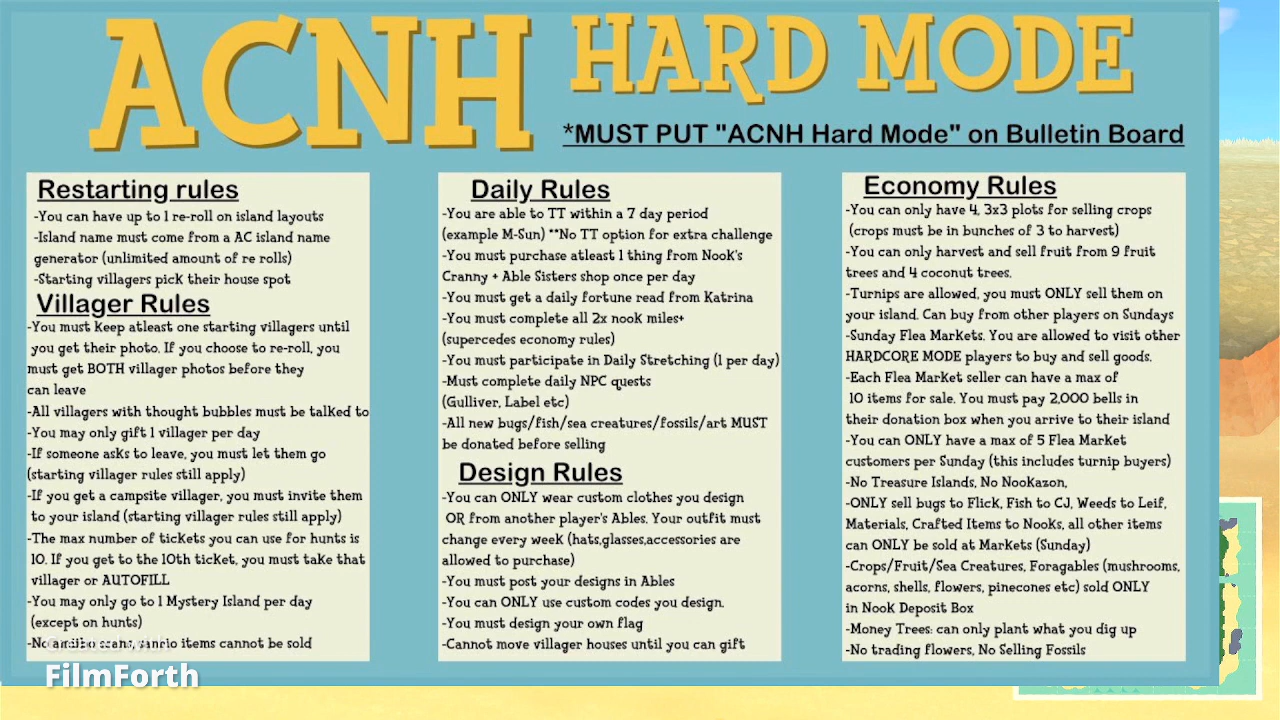 ACNH HARD MODE
*MUST PUT "ACNH Hard Mode" on Bulletin Board
Restarting rules
-You can have up to 1 re-roll on island layouts
-Island name must come from a AC island name
generator (unlimited amount of re rolls)
-Starting villagers pick their house spot
Villager Rules
-You must keep atleast one starting villagers until
you get their photo. If you choose to re-roll, you
must get BOTH villager photos before they
can leave
-All villagers with thought bubbles must be talked to
-You may only gift 1 villager per day
-If someone asks to leave, you must let them go
(starting villager rules still apply)
-If you get a campsite villager, you must invite them
to your island (starting villager rules still apply)
-The max number of tickets you can use for hunts is
10. If you get to the 10th ticket, you must take that
villager or AUTOFILL
-You may only go to 1 Mystery Island per day
(except on hunts)
items cannot be sold
Created with
FilmForth
Daily Rules
-You are able to TT within a 7 day period
(example M-Sun) **No TT option for extra challenge
-You must purchase atleast 1 thing from Nook's
Cranny + Able Sisters shop once per day
-You must get a daily fortune read from Katrina
-You must complete all 2x nook miles+
(supercedes economy rules)
-You must participate in Daily Stretching (1 per day)
-Must complete daily NPC quests
(Gulliver, Label etc)
-All new bugs/fish/sea creatures/fossils/art MUST
be donated before selling
Design Rules
-You can ONLY wear custom clothes you design
OR from another player's Ables. Your outfit must
change every week (hats,glasses,accessories are
allowed to purchase)
-You must post your designs in Ables
-You can ONLY use custom codes you design.
-You must design your own flag
-Cannot move villager houses until you can gift
Economy Rules
-You can only have 4, 3x3 plots for selling crops
(crops must be in bunches of 3 to harvest)
-You can only harvest and sell fruit from 9 fruit
trees and 4 coconut trees.
-Turnips are allowed, you must ONLY sell them on
your island. Can buy from other players on Sundays
-Sunday Flea Markets. You are allowed to visit other
HARDCORE MODE players to buy and sell goods.
-Each Flea Market seller can have a max of
10 items for sale. You must pay 2,000 bells in
their donation box when you arrive to their island
-You can ONLY have a max of 5 Flea Market
customers per Sunday (this includes turnip buyers)
-No Treasure Islands, No Nookazon,
-ONLY sell bugs to Flick, Fish to CJ, Weeds to Leif,
Materials, Crafted Items to Nooks, all other items
can ONLY be sold at Markets (Sunday)
-Crops/Fruit/Sea Creatures, Foragables (mushrooms,
acorns, shells, flowers, pinecones etc) sold ONLY
in Nook Deposit Box
-Money Trees: can only plant what you dig up
-No trading flowers, No Selling Fossils